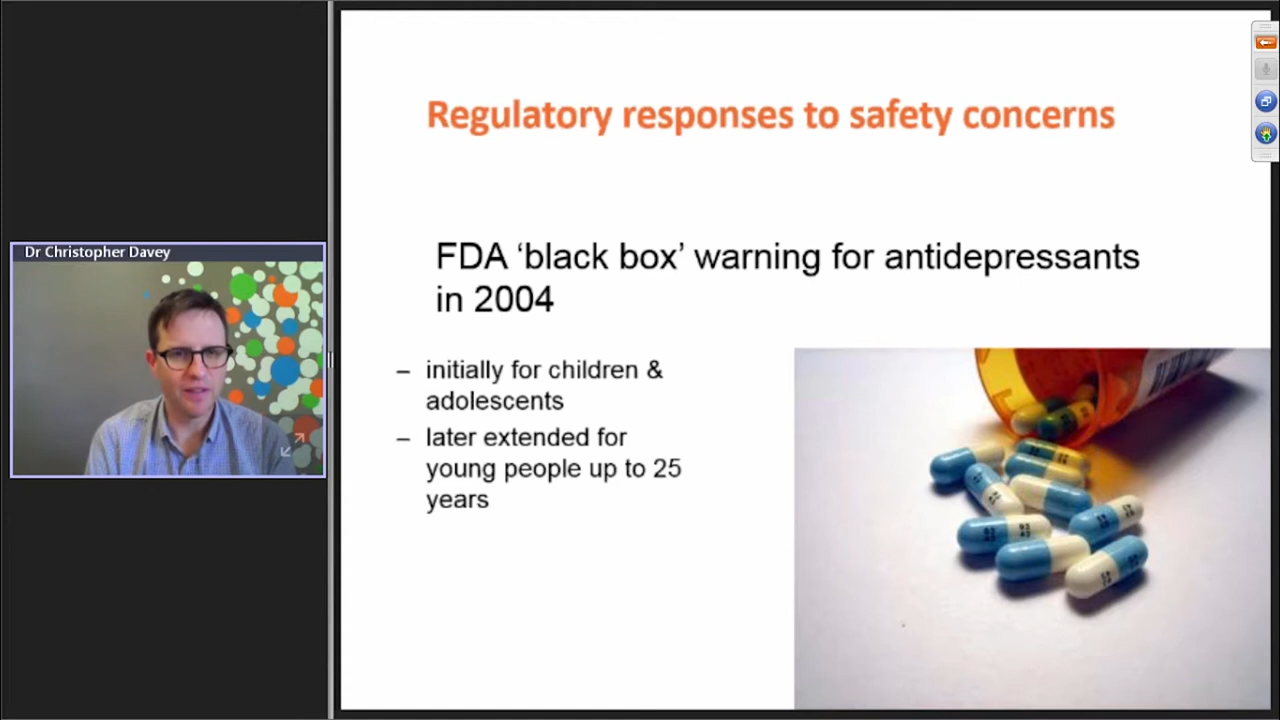 Dr Christopher Davey
Regulatory responses to safety concerns
FDA ‘black box’ warning for antidepressants
in 2004
– initially for children &
adolescents
– later extended for
young people up to 25
years